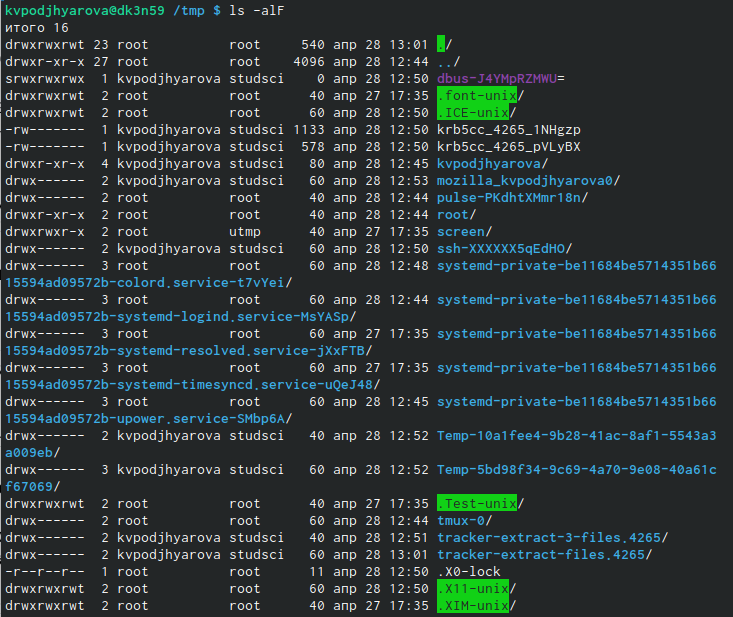 kvpodjhyarova@dk3n59 /tmp $ ls -alF
итого 16
drwxrwxrwt 23 root          root     540 апр 28 13:01 ./
drwxr-xr-x 27 root          root    4096 апр 28 12:44 ../
srwxrwxrwx  1 kvpodjhyarova studsci    0 апр 28 12:50 dbus-J4YMpRZMWU=
drwxrwxrwt  2 root          root      40 апр 27 17:35 .font-unix/
drwxrwxrwt  2 root          root      60 апр 28 12:50 .ICE-unix/
-rw-------  1 kvpodjhyarova studsci 1133 апр 28 12:50 krb5cc_4265_1NHgzp
-rw-------  1 kvpodjhyarova studsci  578 апр 28 12:50 krb5cc_4265_pVLyBX
drwxr-xr-x  4 kvpodjhyarova studsci   80 апр 28 12:45 kvpodjhyarova/
drwx------  2 kvpodjhyarova studsci   60 апр 28 12:53 mozilla_kvpodjhyarova0/
drwx------  2 root          root      40 апр 28 12:44 pulse-PKdhtXMmr18n/
drwxr-xr-x  2 root          root      40 апр 28 12:44 root/
drwxrwxr-x  2 root          utmp      40 апр 27 17:35 screen/
drwx------  2 kvpodjhyarova studsci   60 апр 28 12:50 ssh-XXXXXX5qEdHO/
drwx------  3 root          root      60 апр 28 12:48 systemd-private-be11684be5714351b66
15594ad09572b-colord.service-t7vYei/
drwx------  3 root          root      60 апр 28 12:44 systemd-private-be11684be5714351b66
15594ad09572b-systemd-logind.service-MsYASp/
drwx------  3 root          root      60 апр 27 17:35 systemd-private-be11684be5714351b66
15594ad09572b-systemd-resolved.service-jXxFTB/
drwx------  3 root          root      60 апр 27 17:35 systemd-private-be11684be5714351b66
15594ad09572b-systemd-timesyncd.service-uQeJ48/
drwx------  3 root          root      60 апр 28 12:45 systemd-private-be11684be5714351b66
15594ad09572b-upower.service-SMbp6A/
drwx------  2 kvpodjhyarova studsci   40 апр 28 12:52 Temp-10a1fee4-9b28-41ac-8af1-5543a3
a009eb/
drwx------  3 kvpodjhyarova studsci   60 апр 28 12:52 Temp-5bd98f34-9c69-4a70-9e08-40a61c
f67069/
drwxrwxrwt  2 root          root      40 апр 27 17:35 .Test-unix/
drwx------  2 root          root      60 апр 28 12:44 tmux-0/
drwx------  2 kvpodjhyarova studsci   40 апр 28 12:51 tracker-extract-3-files.4265/
drwx------  2 kvpodjhyarova studsci   60 апр 28 13:01 tracker-extract-files.4265/
-r--r--r--  1 root          root      11 апр 28 12:50 .X0-lock
drwxrwxrwt  2 root          root      60 апр 28 12:50 .X11-unix/
drwxrwxrwt  2 root          root      40 апр 27 17:35 .XIM-unix/